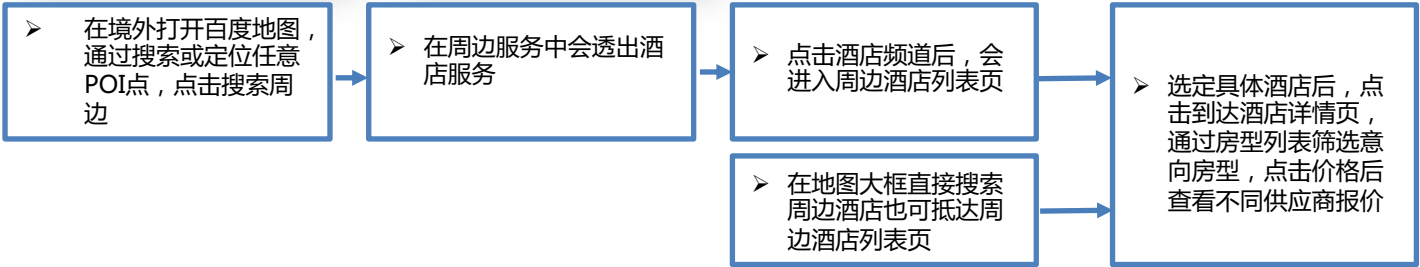 ➢ 在境外打开百度地图，
通过搜索或定位任意
POI点，点击搜索周
边
➢ 在周边服务中会透出酒
店服务
➢ 点击酒店频道后，会
进入周边酒店列表页
➢ 在地图大框直接搜索
周边酒店也可抵达周
边酒店列表页
➢ 选定具体酒店后，点
击到达酒店详情页，
通过房型列表筛选意
向房型，点击价格后
查看不同供应商报价